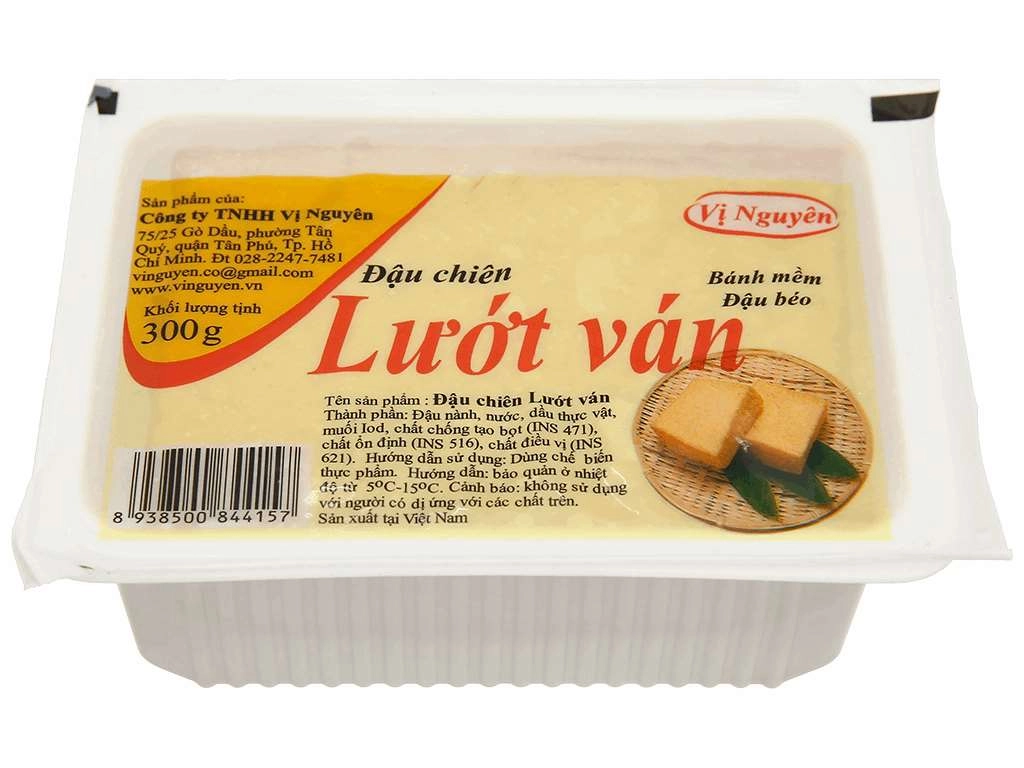 Sản phẩm của:
Công ty TNHH Vị Nguyên
75/25 Gò Dầu, phường Tân
Quý, quận Tân Phú, Tp. Hồ
Chí Minh. Đt 028-2247-7481
vinguyen.co@gmail.com
www.vinguyen.vn
Khối lượng tịnh
300g
Vị Nguyên
Đậu chiên
Bánh mềm
Đậu béo
Lướt ván
Tên sản phẩm : Đậu chiên Lướt ván
Thành phần: Đậu nành, nước, dầu thực vật,
muối Iod, chất chống tạo bọt (INS 471),
chất ổn định (INS 516), chất điều vị (INS
621). Hướng dẫn sử dụng: Dùng chế biến
thực phẩm. Hướng dẫn: bảo quản ở nhiệt
độ từ 5ºC-15ºC. Cảnh báo: không sử dụng
với người có dị ứng với các chất trên.
Sản xuất tại Việt Nam
8 938500 844157